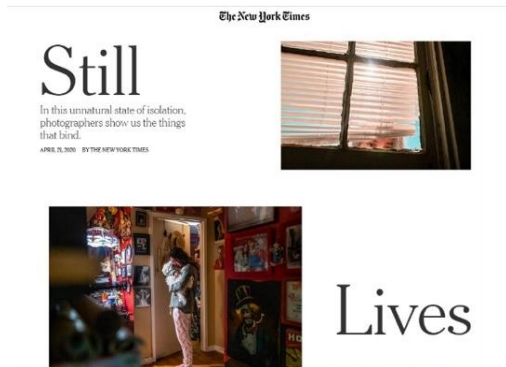 The New York Times
Still
In this unnatural state of isolation,
photographers show us the things
that bind.
APRIL 21, 2020 BY THE NEW YORK TIMES
Lives
HO